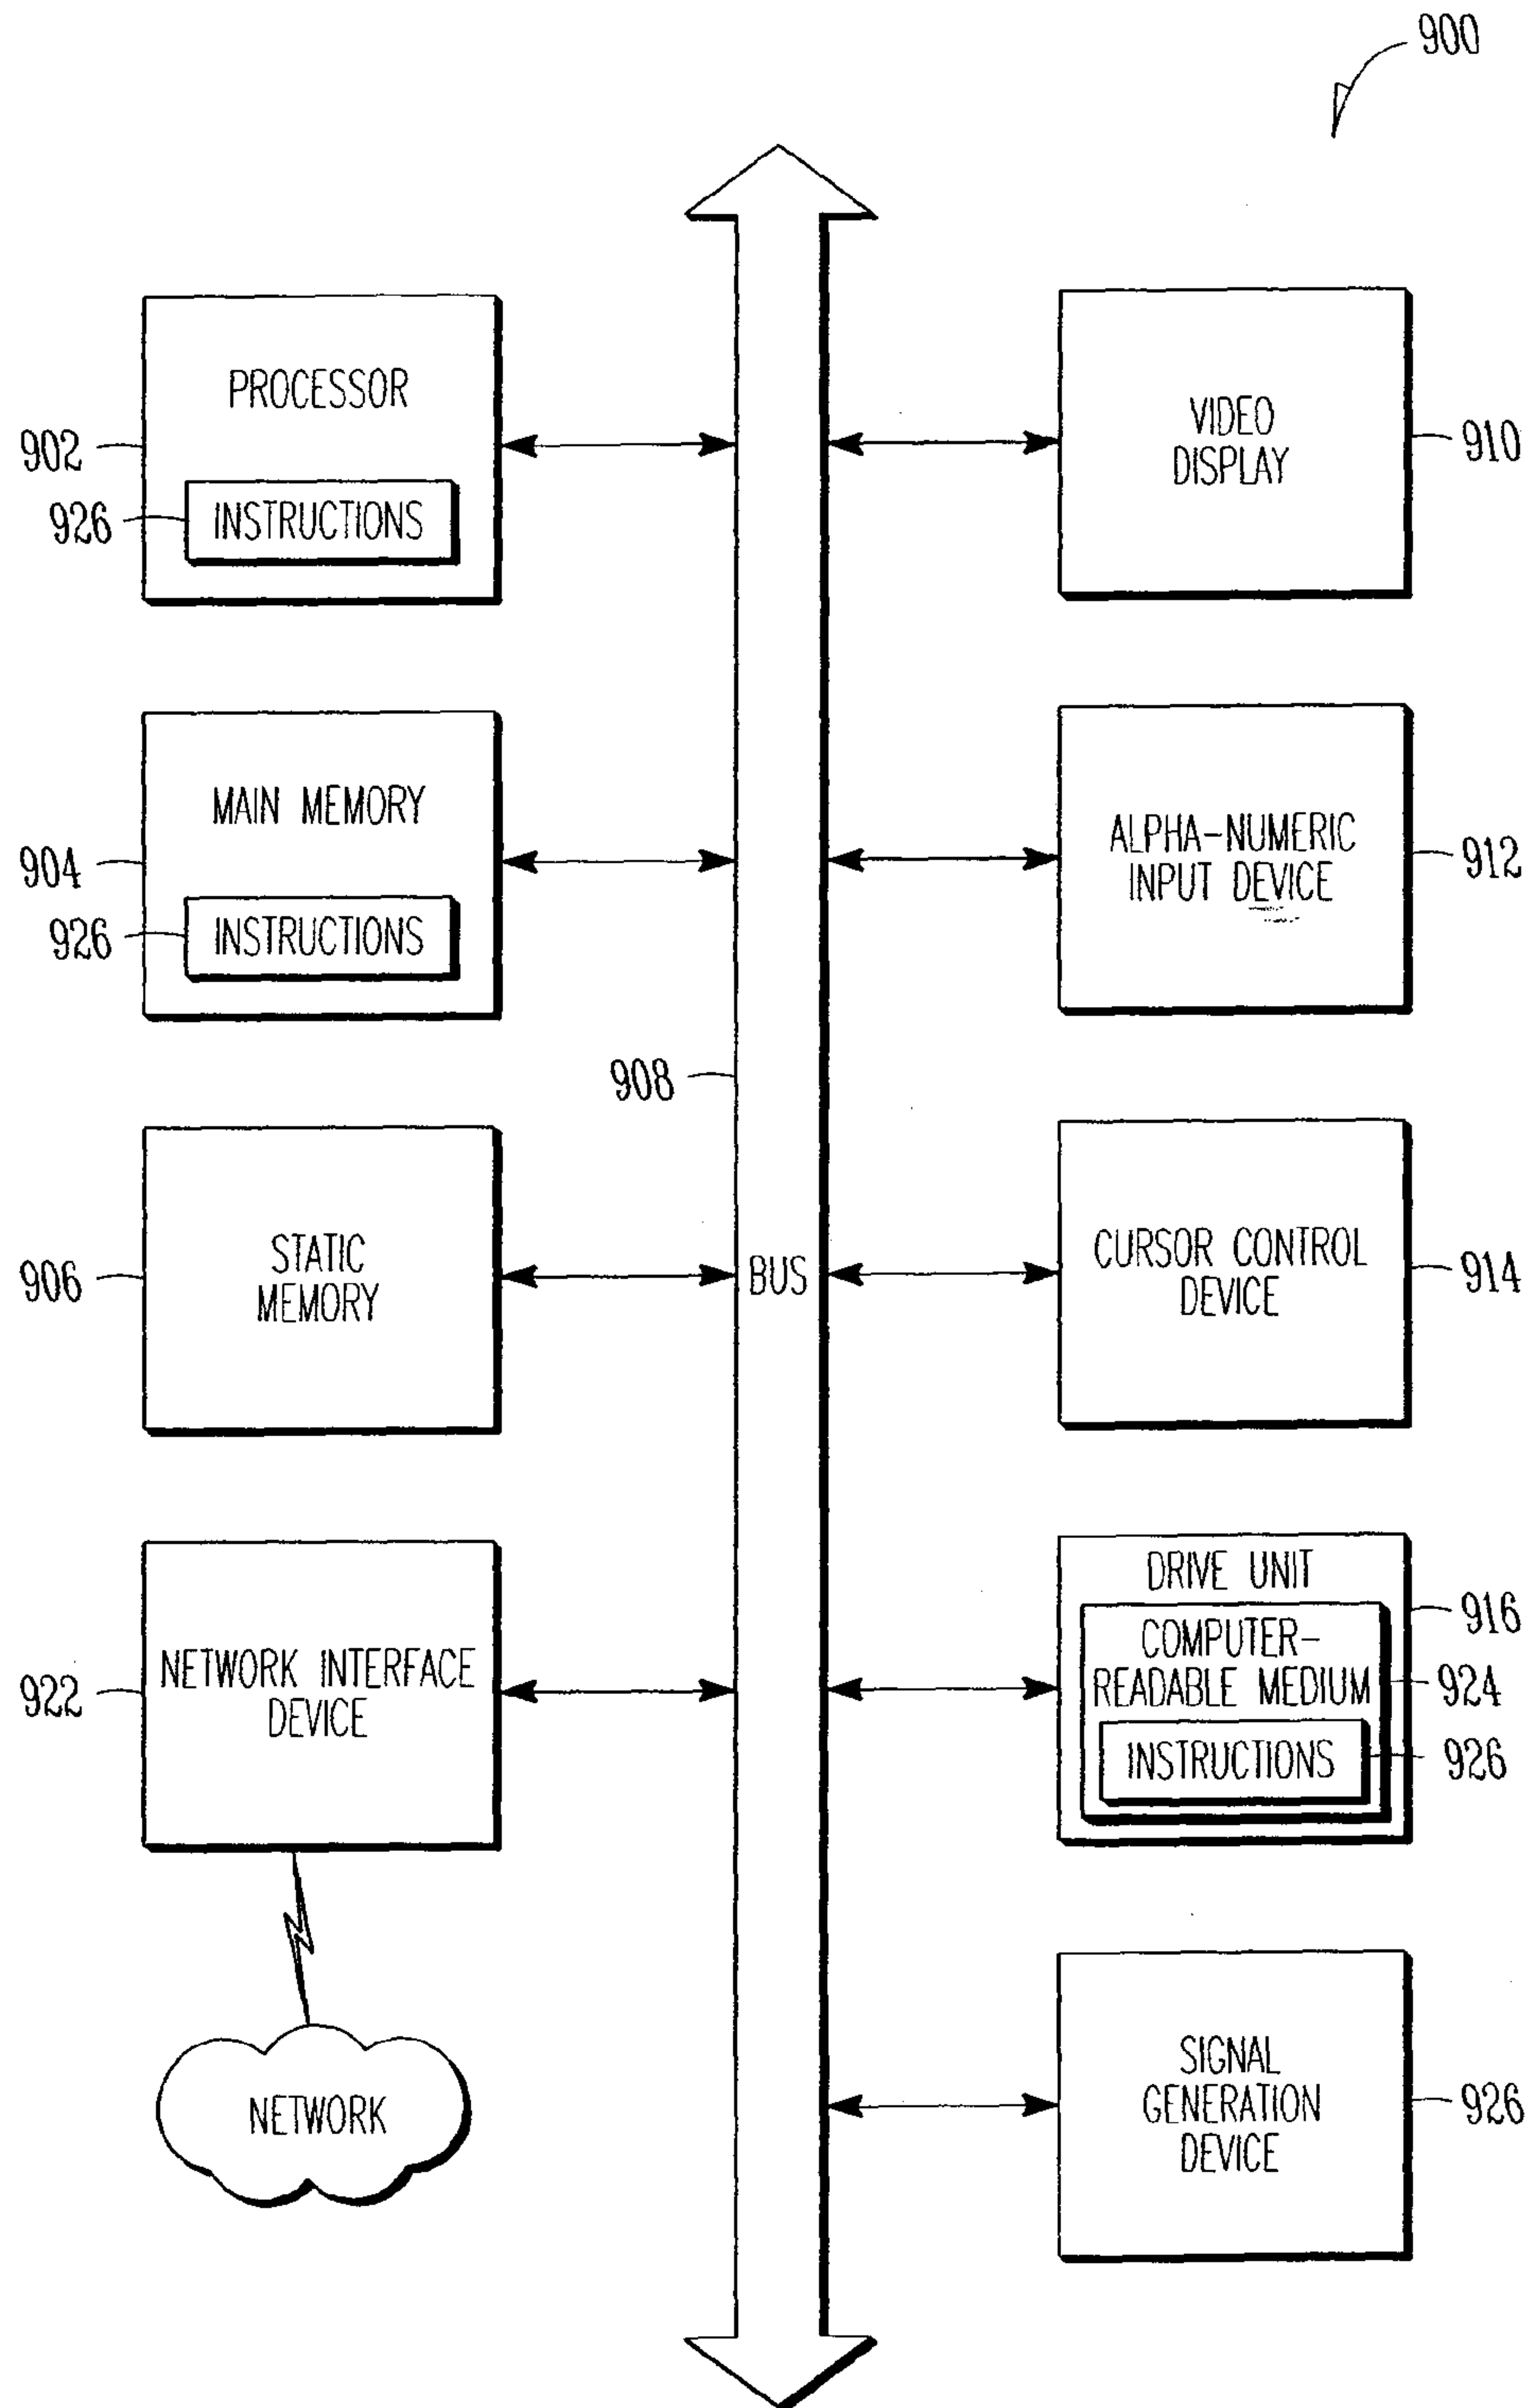 900
PROCESSOR
902
926
INSTRUCTIONS
VIDEO
DISPLAY
910
MAIN MEMORY
904
926
INSTRUCTIONS
ALPHA-NUMERIC
INPUT DEVICE
912
908
STATIC
MEMORY
906
BUS
CURSOR CONTROL
DEVICE
914
NETWORK INTERFACE
DEVICE
922
DRIVE UNIT
916
COMPUTER-
READABLE MEDIUM
924
INSTRUCTIONS
926
NETWORK
SIGNAL
GENERATION
DEVICE
926